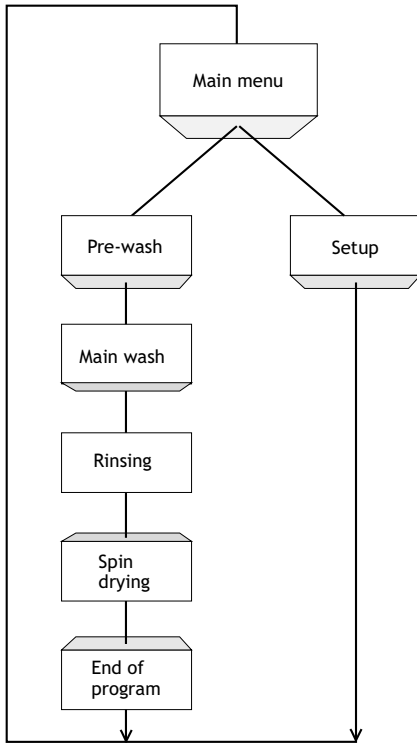 Main menu
Pre-wash
Setup
Main wash
Rinsing
Spin
drying
End of
program